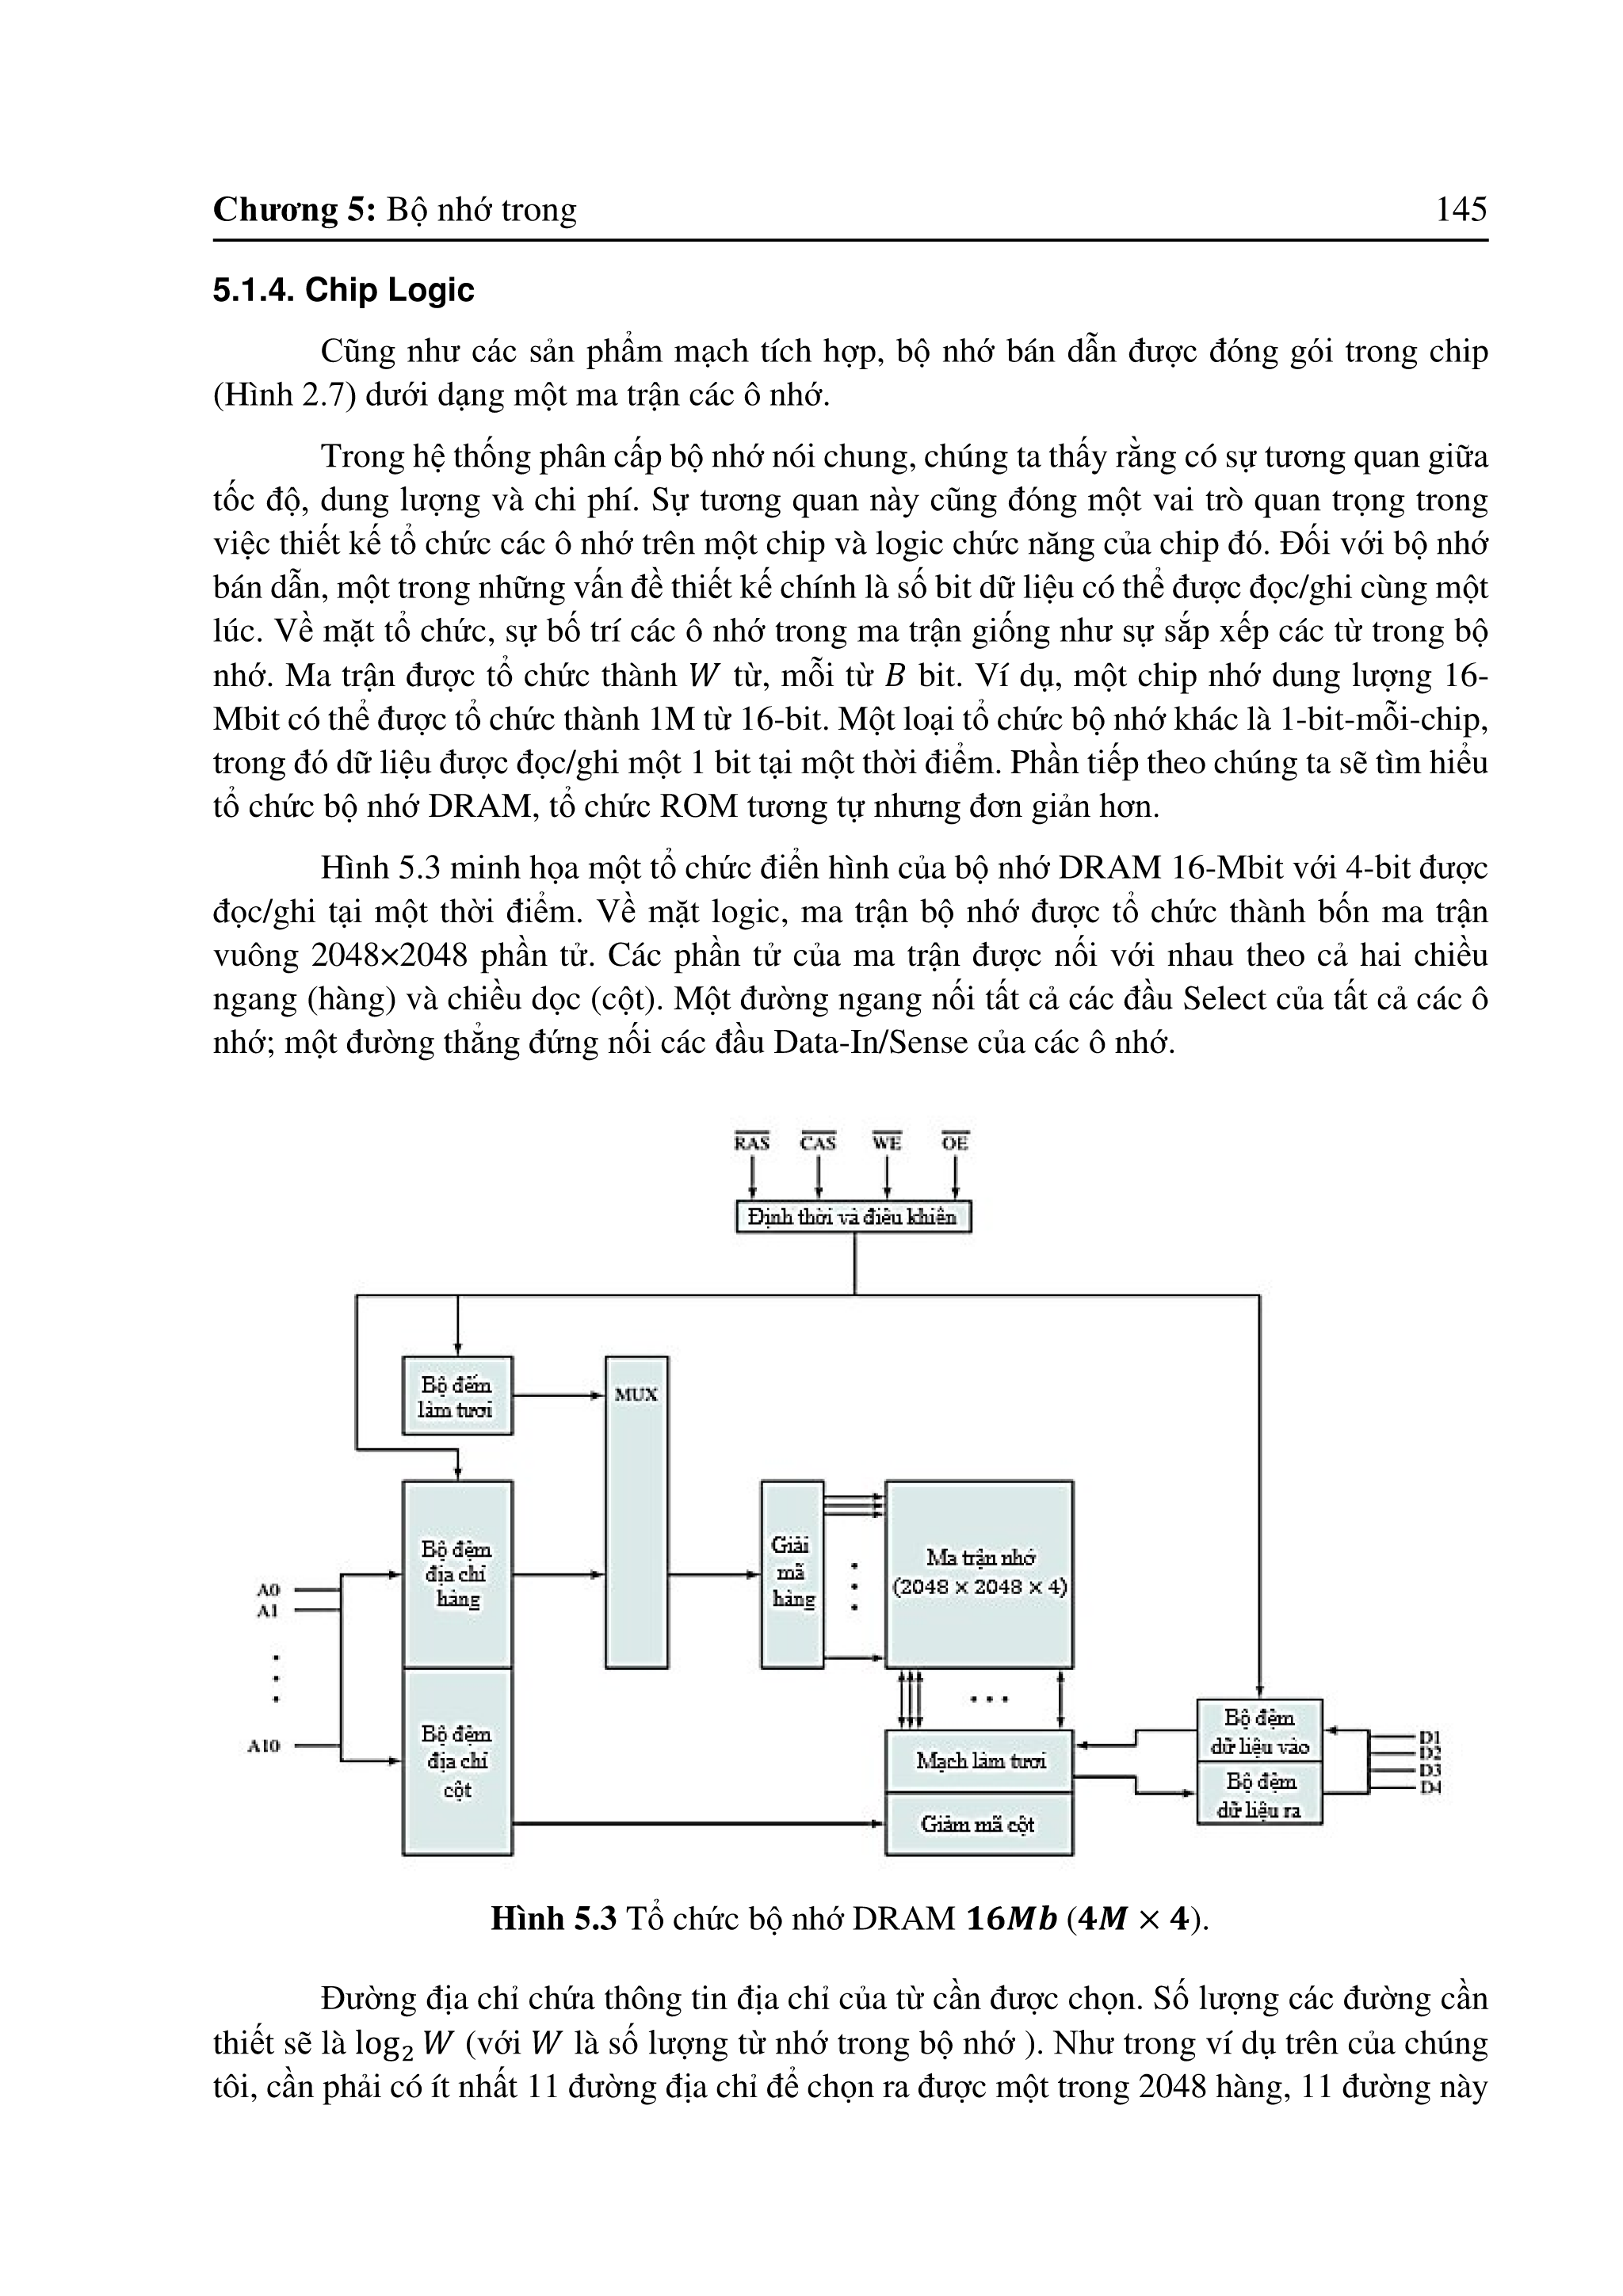 Chương 5: Bộ nhớ trong 145
5.1.4. Chip Logic
Cũng như các sản phẩm mạch tích hợp, bộ nhớ bán dẫn được đóng gói trong chip
(Hình 2.7) dưới dạng một ma trận các ô nhớ.
Trong hệ thống phân cấp bộ nhớ nói chung, chúng ta thấy rằng có sự tương quan giữa
tốc độ, dung lượng và chi phí. Sự tương quan này cũng đóng một vai trò quan trọng trong
việc thiết kế tổ chức các ô nhớ trên một chip và logic chức năng của chip đó. Đối với bộ nhớ
bán dẫn, một trong những vấn đề thiết kế chính là số bit dữ liệu có thể được đọc/ghi cùng một
lúc. Về mặt tổ chức, sự bố trí các ô nhớ trong ma trận giống như sự sắp xếp các từ trong bộ
nhớ. Ma trận được tổ chức thành W từ, mỗi từ B bit. Ví dụ, một chip nhớ dung lượng 16-
Mbit có thể được tổ chức thành 1M từ 16-bit. Một loại tổ chức bộ nhớ khác là 1-bit-mỗi-chip,
trong đó dữ liệu được đọc/ghi một 1 bit tại một thời điểm. Phần tiếp theo chúng ta sẽ tìm hiểu
tổ chức bộ nhớ DRAM, tổ chức ROM tương tự nhưng đơn giản hơn.
Hình 5.3 minh họa một tổ chức điển hình của bộ nhớ DRAM 16-Mbit với 4-bit được
đọc/ghi tại một thời điểm. Về mặt logic, ma trận bộ nhớ được tổ chức thành bốn ma trận
vuông 2048×2048 phần tử. Các phần tử của ma trận được nối với nhau theo cả hai chiều
ngang (hàng) và chiều dọc (cột). Một đường ngang nối tất cả các đầu Select của tất cả các ô
nhớ; một đường thẳng đứng nối các đầu Data-In/Sense của các ô nhớ.
RAS CAS WE OE
Định thời và điều khiển
Bộ đếm
làm tươi
MUX
Bộ đệm
địa chỉ
hàng
Giải
mã
hàng
Ma trận nhớ
(2048 × 2048 × 4)
A0
A1
A10
Bộ đệm
địa chỉ
cột
Mạch làm tươi
Giảm mã cột
Bộ đệm
dữ liệu vào
Bộ đệm
dữ liệu ra
D1
D2
D3
D4
Hình 5.3 Tổ chức bộ nhớ DRAM 16Mb (4M × 4).
Đường địa chỉ chứa thông tin địa chỉ của từ cần được chọn. Số lượng các đường cần
thiết sẽ là log₂ W (với W là số lượng từ nhớ trong bộ nhớ ). Như trong ví dụ trên của chúng
tôi, cần phải có ít nhất 11 đường địa chỉ để chọn ra được một trong 2048 hàng, 11 đường này